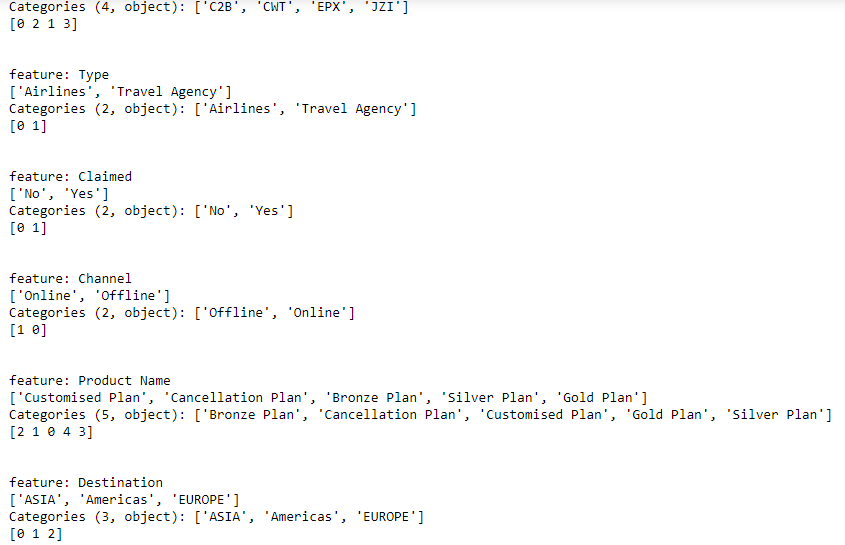 Categories (4, object): ['C2B', 'CWT', 'EPX', 'JZI']
[0 2 1 3]
feature: Type
['Airlines', 'Travel Agency']
Categories (2, object): ['Airlines', 'Travel Agency']
[0 1]
feature: Claimed
['No', 'Yes']
Categories (2, object): ['No', 'Yes']
[0 1]
feature: Channel
['Online', 'Offline']
Categories (2, object): ['Offline', 'Online']
[1 0]
feature: Product Name
['Customised Plan', 'Cancellation Plan', 'Bronze Plan', 'Silver Plan', 'Gold Plan']
Categories (5, object): ['Bronze Plan', 'Cancellation Plan', 'Customised Plan', 'Gold Plan', 'Silver Plan']
[2 1 0 4 3]
feature: Destination
['ASIA', 'Americas', 'EUROPE']
Categories (3, object): ['ASIA', 'Americas', 'EUROPE']
[0 1 2]